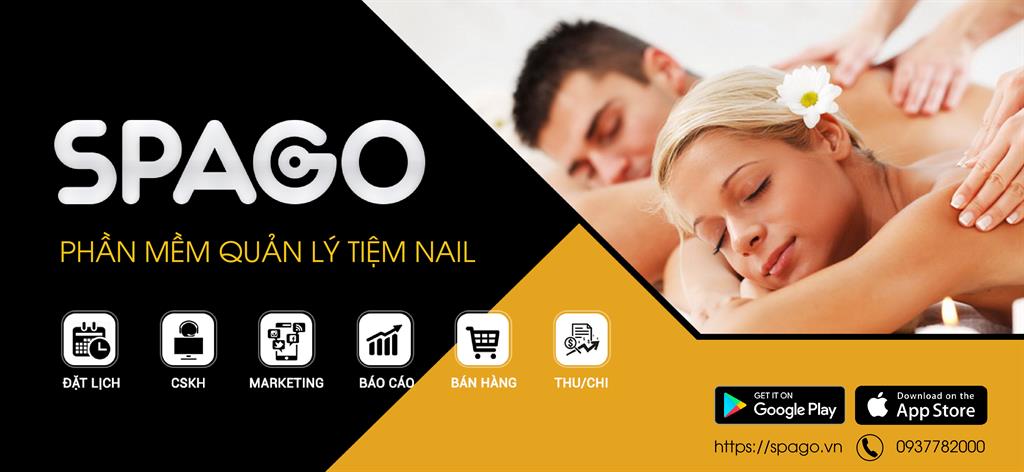 SPAGO
PHẦN MỀM QUẢN LÝ TIỆM NAIL
ĐẶT LỊCH
CSKH
MARKETING
BÁO CÁO
BÁN HÀNG
THU/CHI
GET IT ON
Google Play
Download on the
App Store
https://spago.vn
0937782000